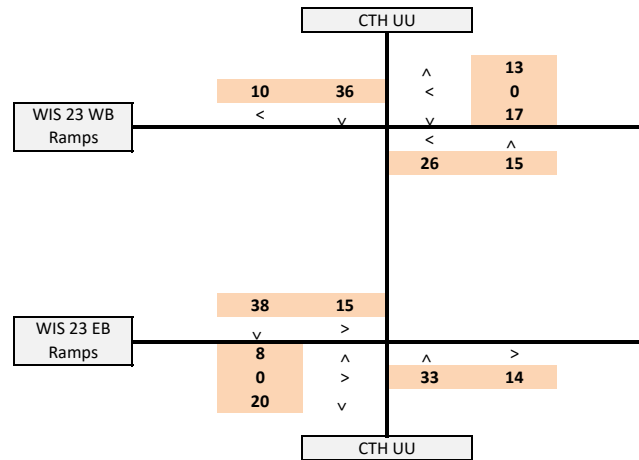 CTH UU
^ 13
10 36 < 0
WIS 23 WB
Ramps
< v v 17
< ^
26 15
38 15
WIS 23 EB
Ramps
v >
8 ^ ^ >
0 > 33 14
20 v
CTH UU